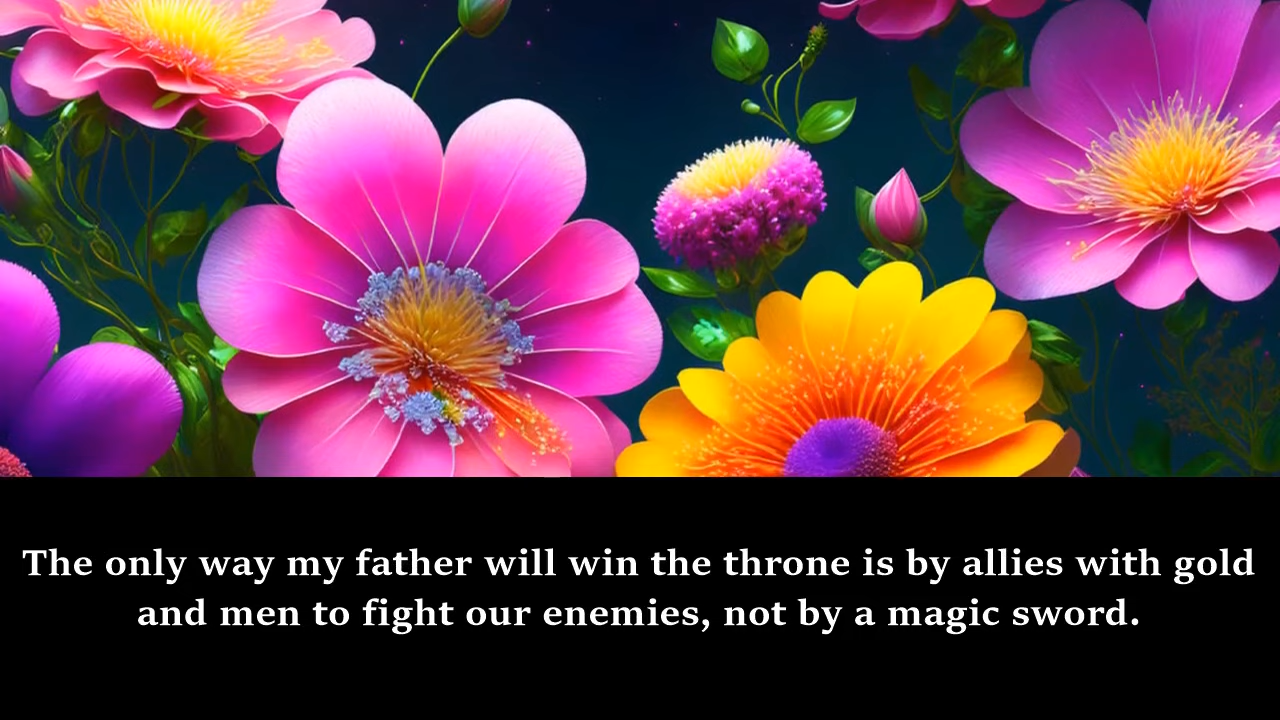 The only way my father will win the throne is by allies with gold
and men to fight our enemies, not by a magic sword.